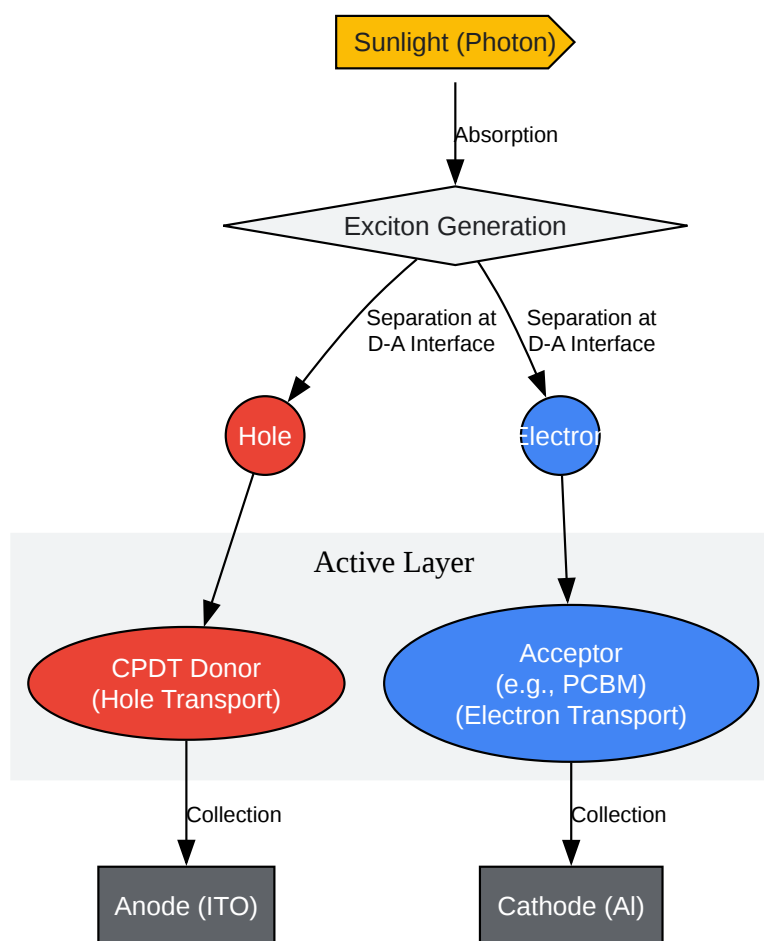 Sunlight (Photon)
Absorption
Exciton Generation
Separation at
D-A Interface
Separation at
D-A Interface
Hole
Electron
Active Layer
CPDT Donor
(Hole Transport)
Acceptor
(e.g., PCBM)
(Electron Transport)
Collection
Collection
Anode (ITO)
Cathode (Al)